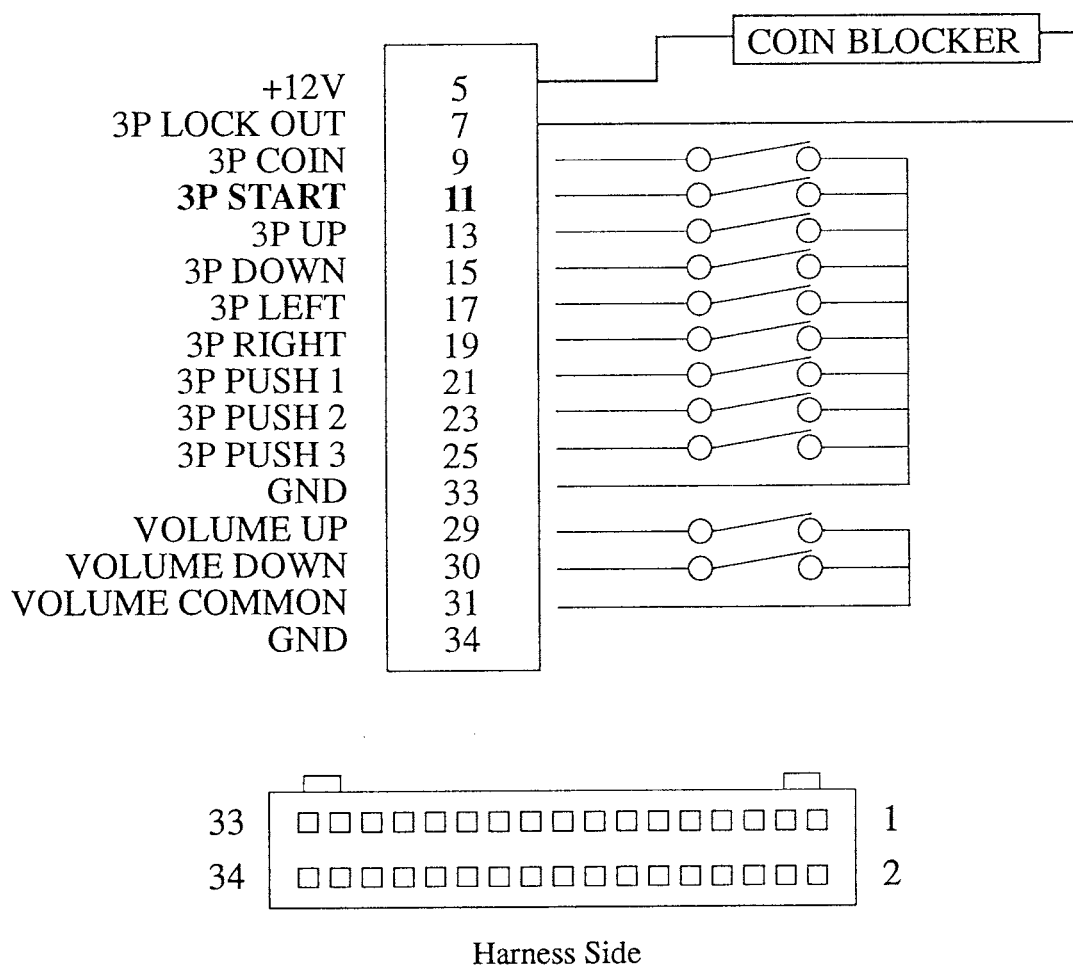 COIN BLOCKER
+12V 5
3P LOCK OUT 7
3P COIN 9
3P START 11
3P UP 13
3P DOWN 15
3P LEFT 17
3P RIGHT 19
3P PUSH 1 21
3P PUSH 2 23
3P PUSH 3 25
GND 33
VOLUME UP 29
VOLUME DOWN 30
VOLUME COMMON 31
GND 34
33 1
34 2
Harness Side